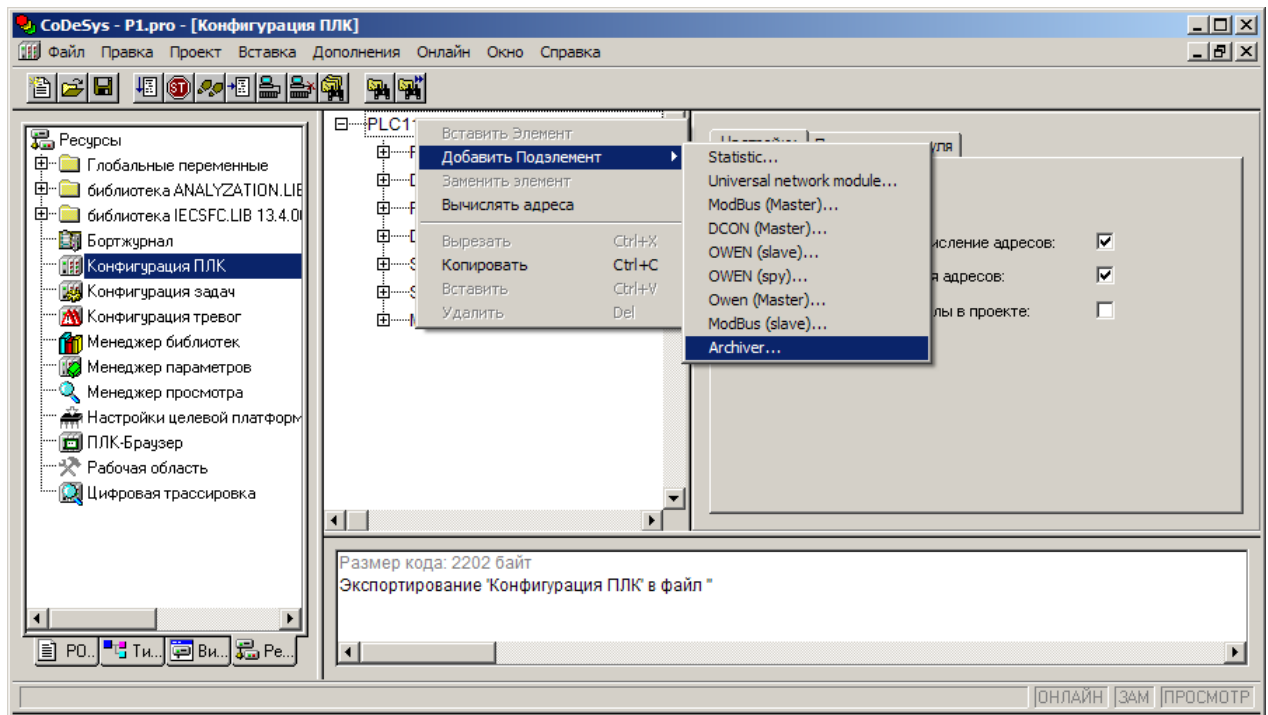 CoDeSys - P1.pro - [Конфигурация ПЛК]
Файл Правка Проект Вставка Дополнения Онлайн Окно Справка
Ресурсы
Глобальные переменные
библиотека ANALYZATION.LIB
библиотека IECSFC.LIB 13.4.0
Бортжурнал
Конфигурация ПЛК
Конфигурация задач
Конфигурация тревог
Менеджер библиотек
Менеджер параметров
Менеджер просмотра
Настройки целевой платформ
ПЛК-Браузер
Рабочая область
Цифровая трассировка
PO.. Ти... Ви... Ре...
PLC1
Вставить Элемент
Добавить Подэлемент
Заменить элемент
Вычислять адреса
Вырезать Ctrl+X
Копировать Ctrl+C
Вставить Ctrl+V
Удалить Del
Statistic...
Universal network module...
ModBus (Master)...
DCON (Master)...
OWEN (slave)...
OWEN (spy)...
Owen (Master)...
ModBus (slave)...
Archiver...
исление адресов:
я адресов:
лы в проекте:
Размер кода: 2202 байт
Экспортирование 'Конфигурация ПЛК' в файл ''
ОНЛАЙН ЗАМ ПРОСМОТР